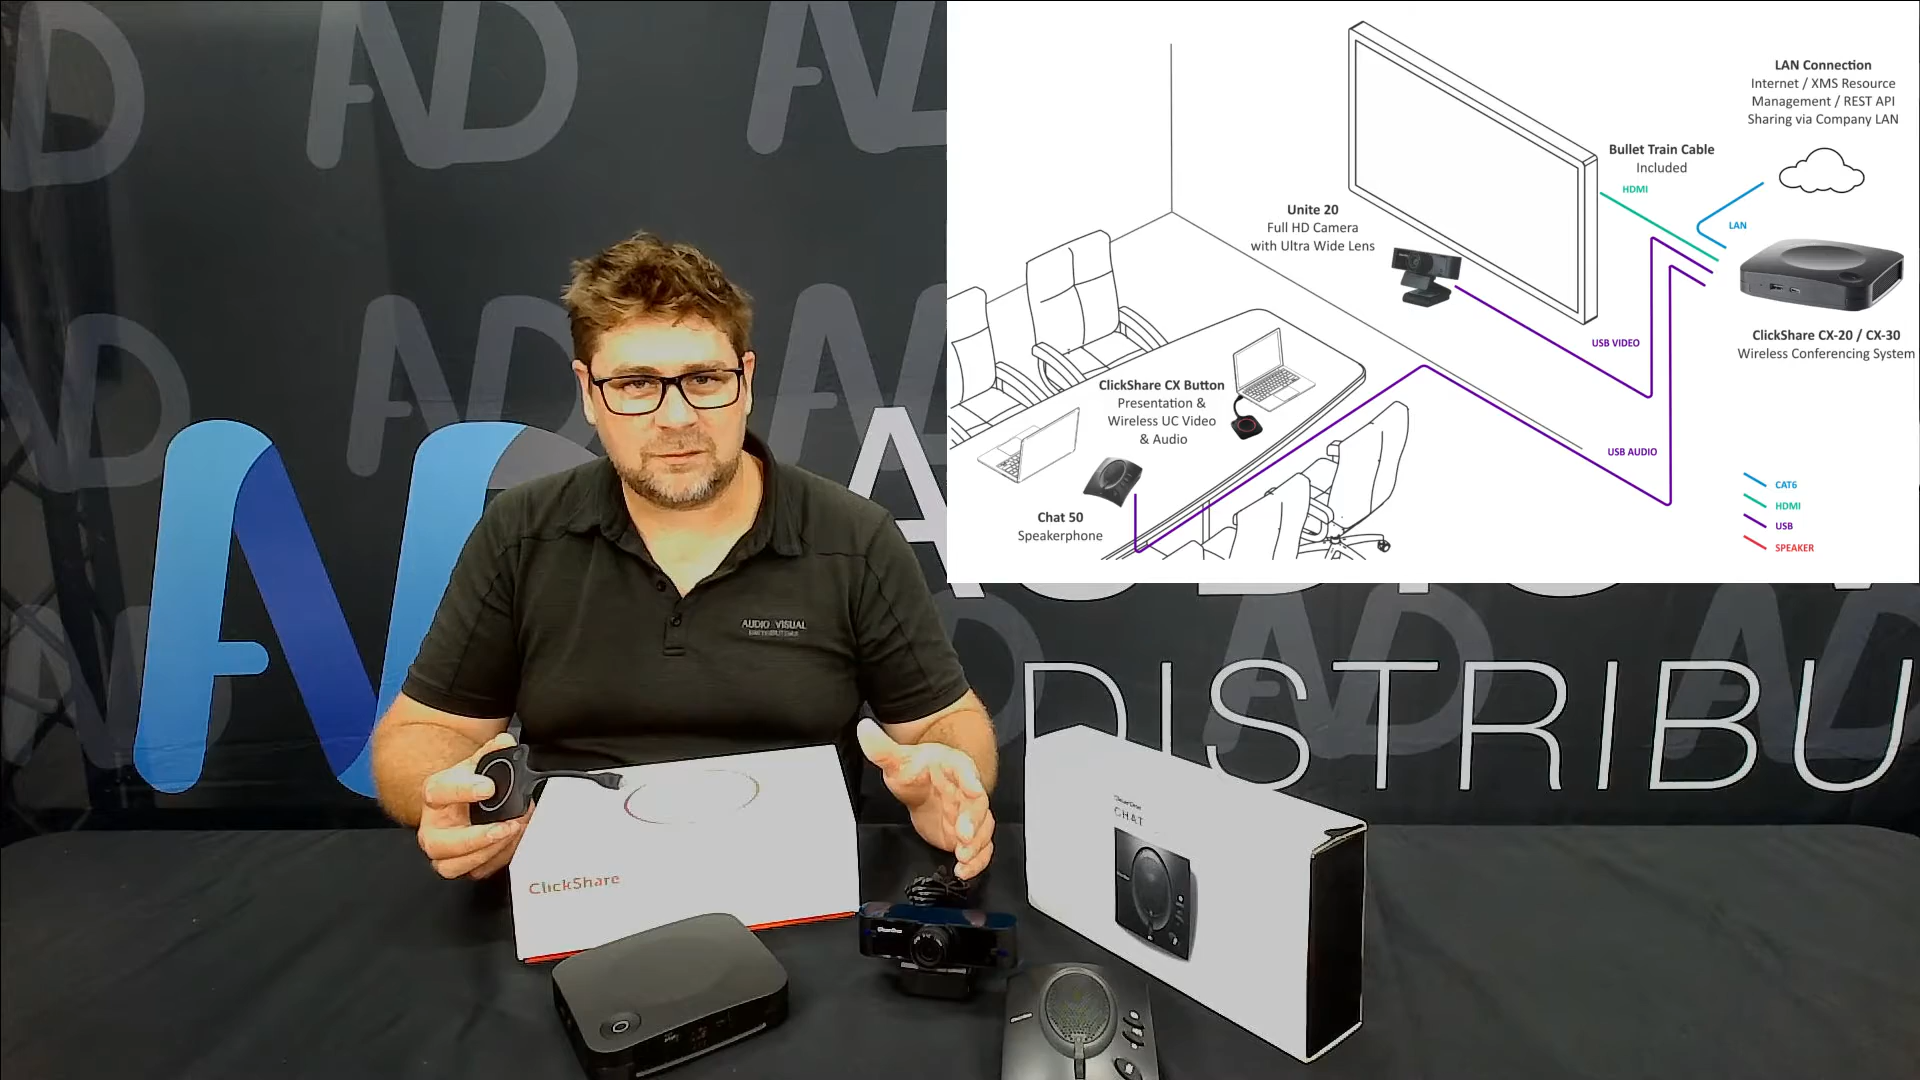 LAN Connection
Internet / XMS Resource
Management / REST API
Sharing via Company LAN
Bullet Train Cable
Included
HDMI
LAN
Unite 20
Full HD Camera
with Ultra Wide Lens
USB VIDEO
ClickShare CX-20 / CX-30
Wireless Conferencing System
ClickShare CX Button
Presentation &
Wireless UC Video
& Audio
USB AUDIO
Chat 50
Speakerphone
CAT6
HDMI
USB
SPEAKER
AD
AUDIO VISUAL
DISTRIBU
ClickShare
ClearOne
CHAT